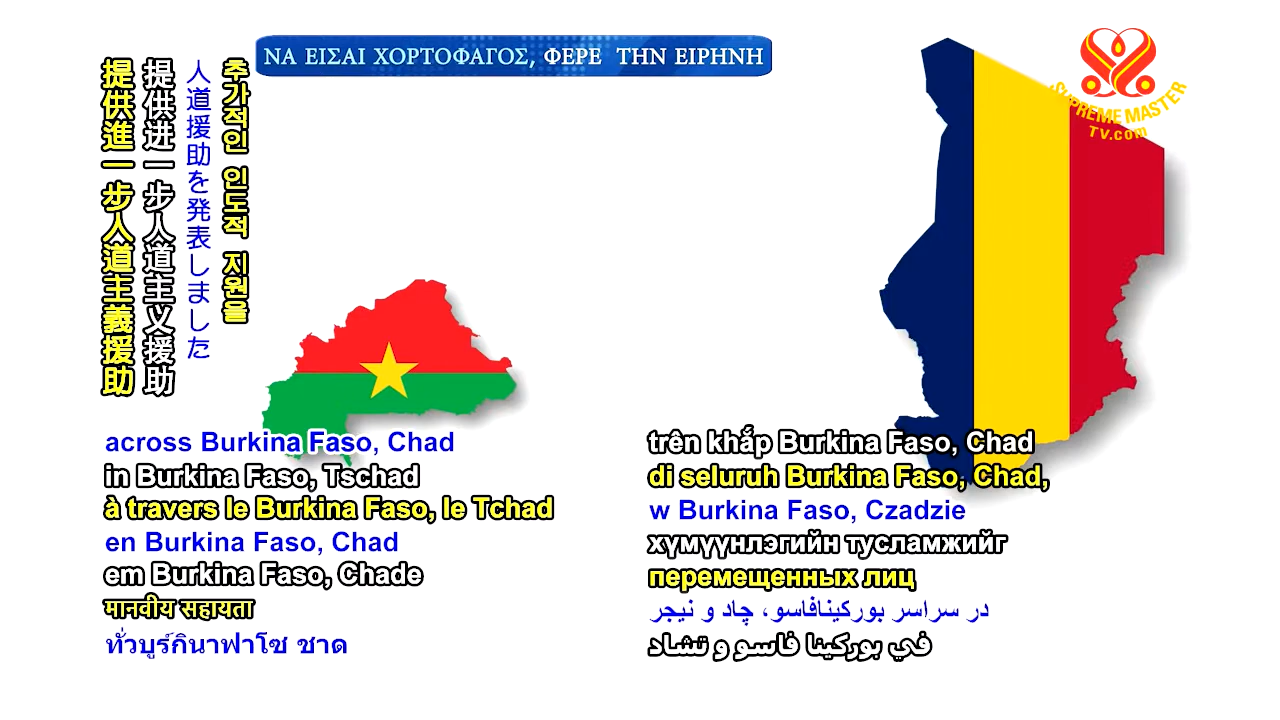 ΝΑ ΕΙΣΑΙ ΧΟΡΤΟΦΑΓΟΣ, ΦΕΡΕ ΤΗΝ ΕΙΡΗΝΗ
SUPREME MASTER
TV.com
추가적인 인도적 지원을
人道援助を発表しました
提供进一步人道主义援助
提供進一步人道主義援助
across Burkina Faso, Chad
in Burkina Faso, Tschad
à travers le Burkina Faso, le Tchad
en Burkina Faso, Chad
em Burkina Faso, Chade
मानवीय सहायता
ทั่วบูร์กินาฟาโซ ชาด
trên khắp Burkina Faso, Chad
di seluruh Burkina Faso, Chad,
w Burkina Faso, Czadzie
хүмүүнлэгийн тусламжийг
перемещенных лиц
در سراسر بورکینافاسو، چاد و نیجر
في بوركينا فاسو و تشاد